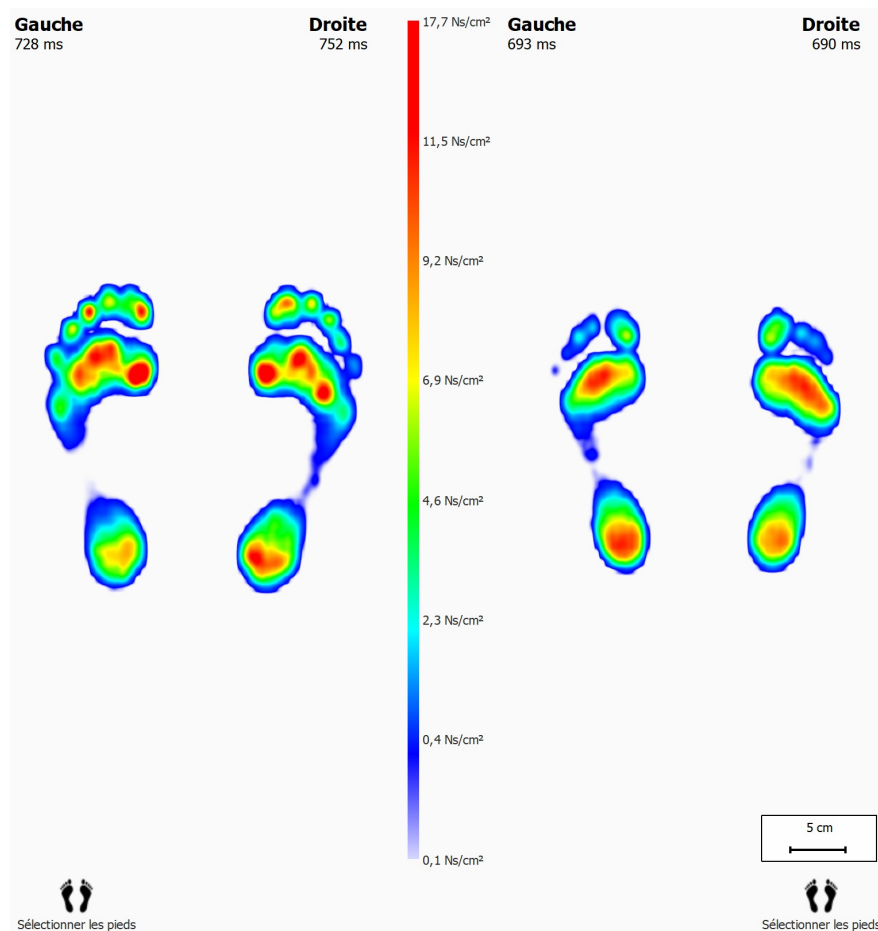 Gauche
728 ms
Droite
752 ms
17,7 Ns/cm²
11,5 Ns/cm²
9,2 Ns/cm²
6,9 Ns/cm²
4,6 Ns/cm²
2,3 Ns/cm²
0,4 Ns/cm²
0,1 Ns/cm²
Gauche
693 ms
Droite
690 ms
5 cm
Sélectionner les pieds
Sélectionner les pieds